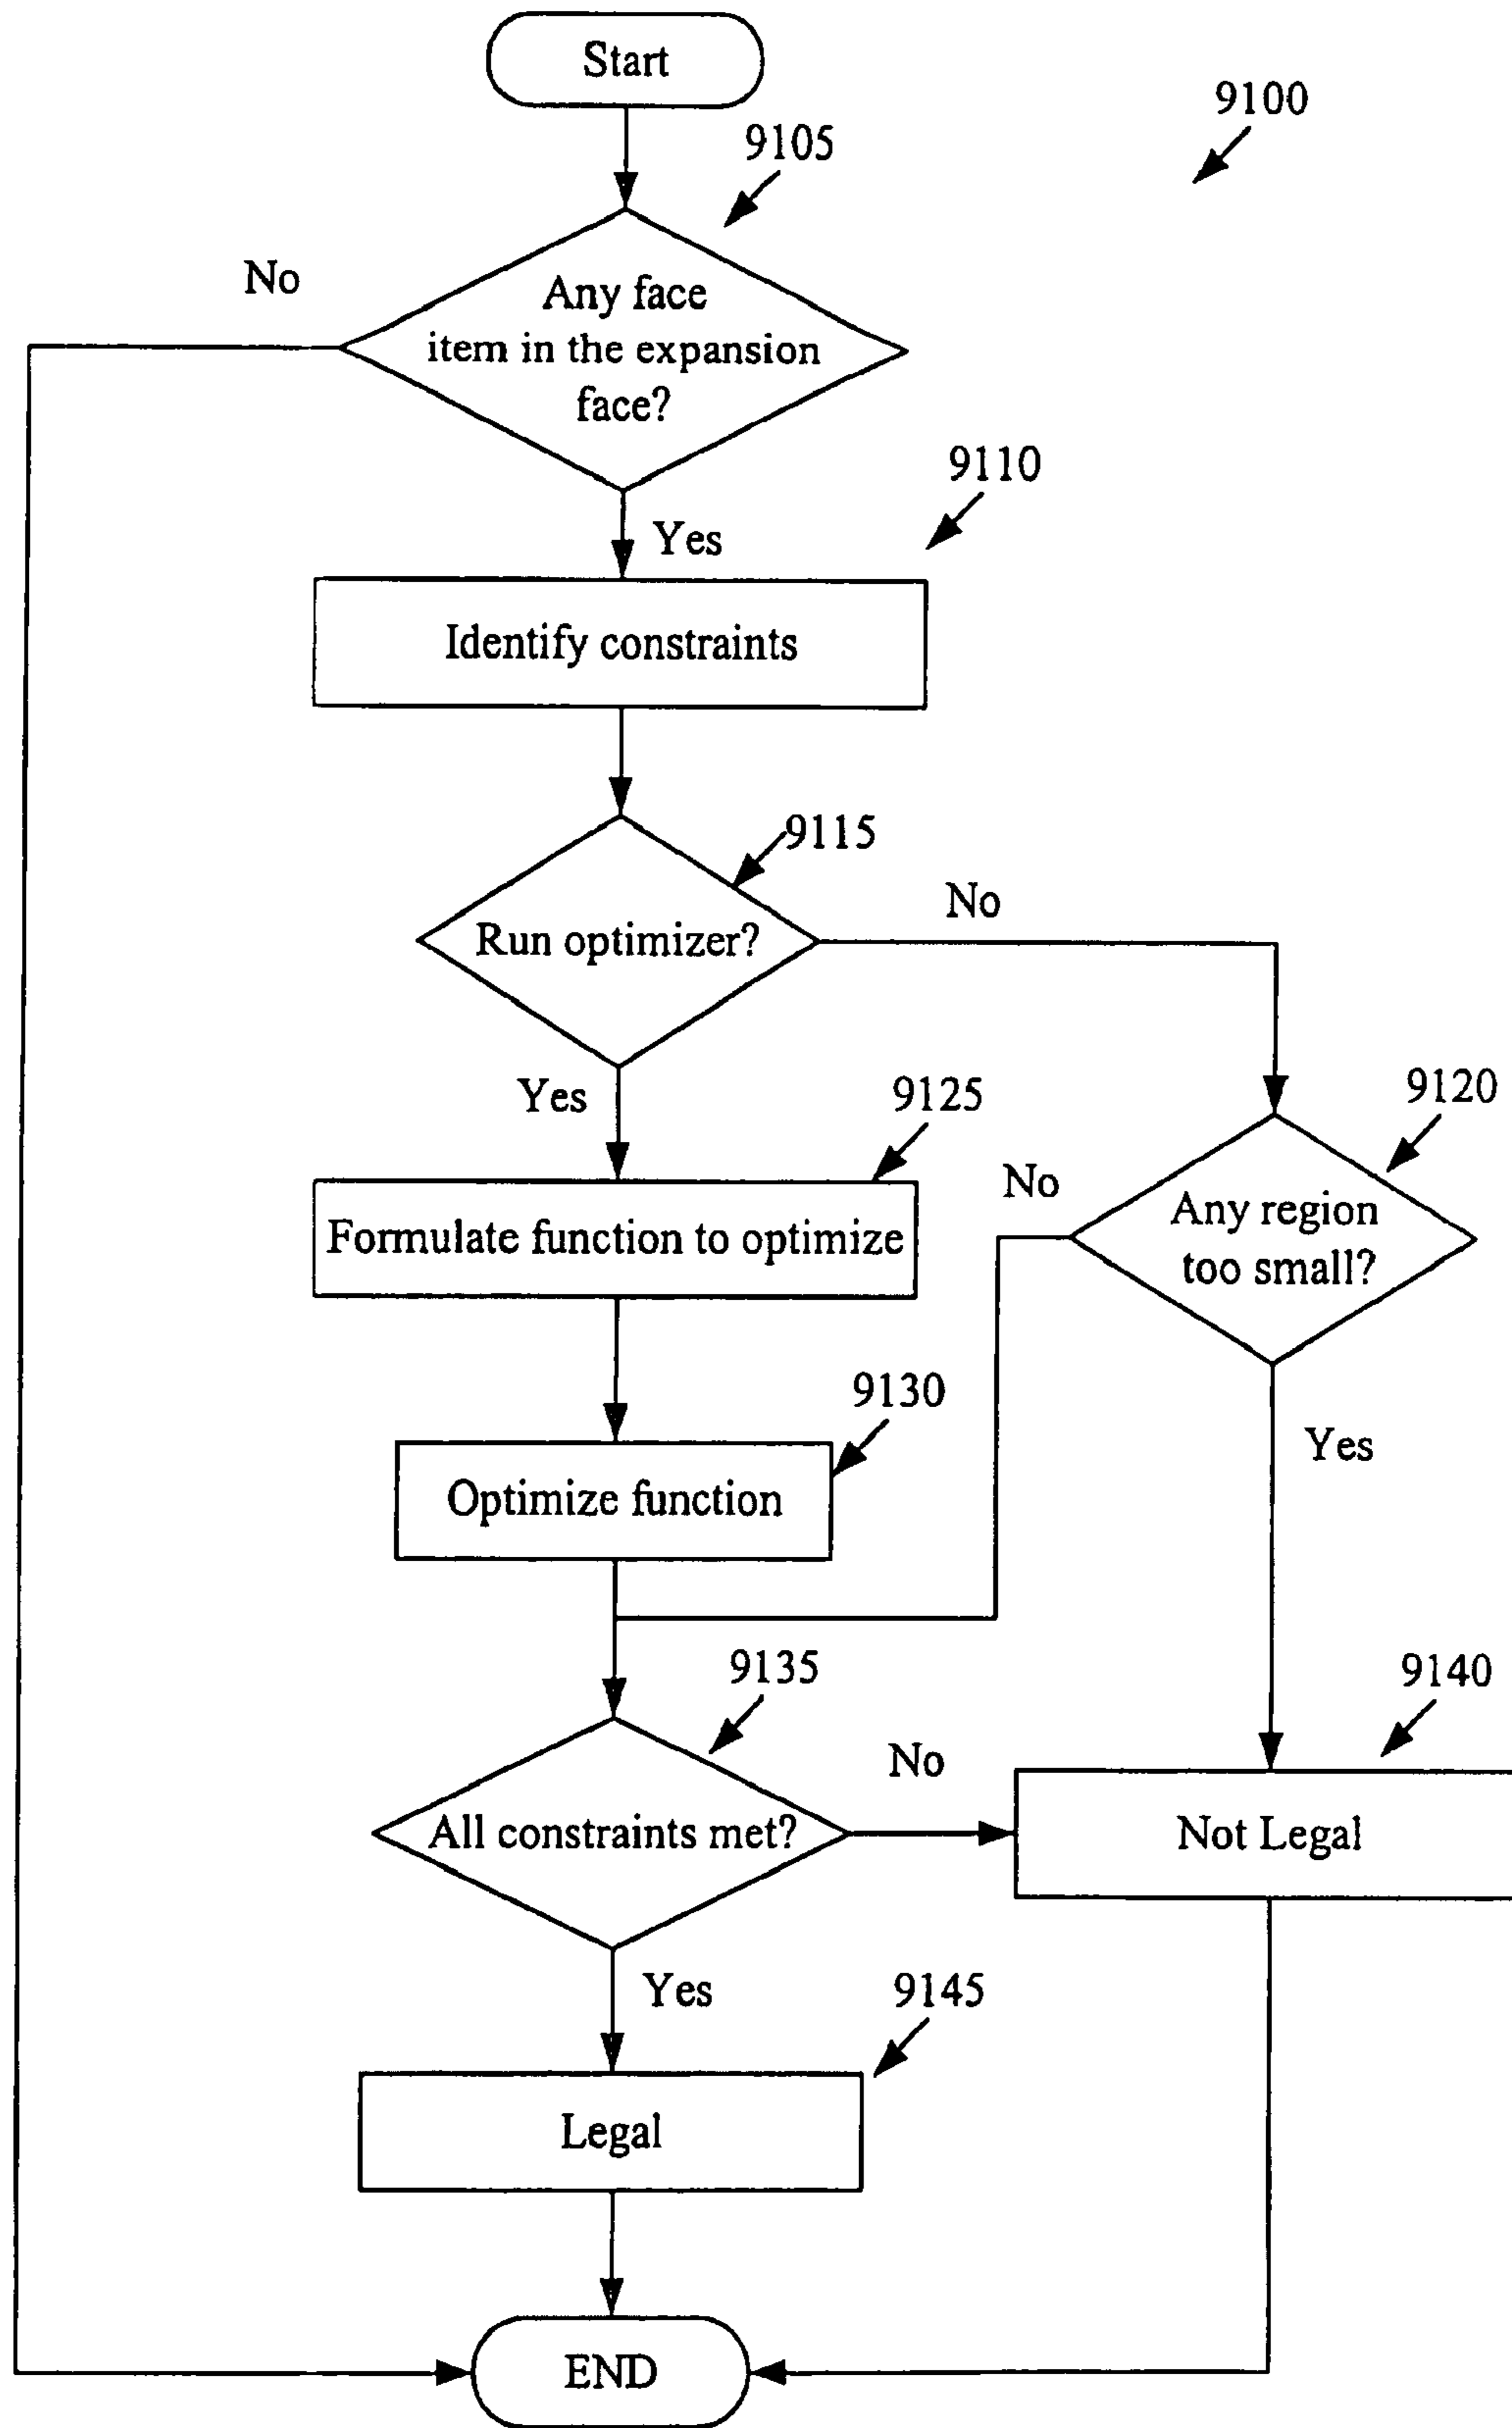 Start
9100
9105
No
Any face
item in the expansion
face?
9110
Yes
Identify constraints
9115
No
Run optimizer?
Yes
9125
9120
No
Any region
too small?
Formulate function to optimize
9130
Yes
Optimize function
9135
9140
No
All constraints met?
Not Legal
Yes
9145
Legal
END